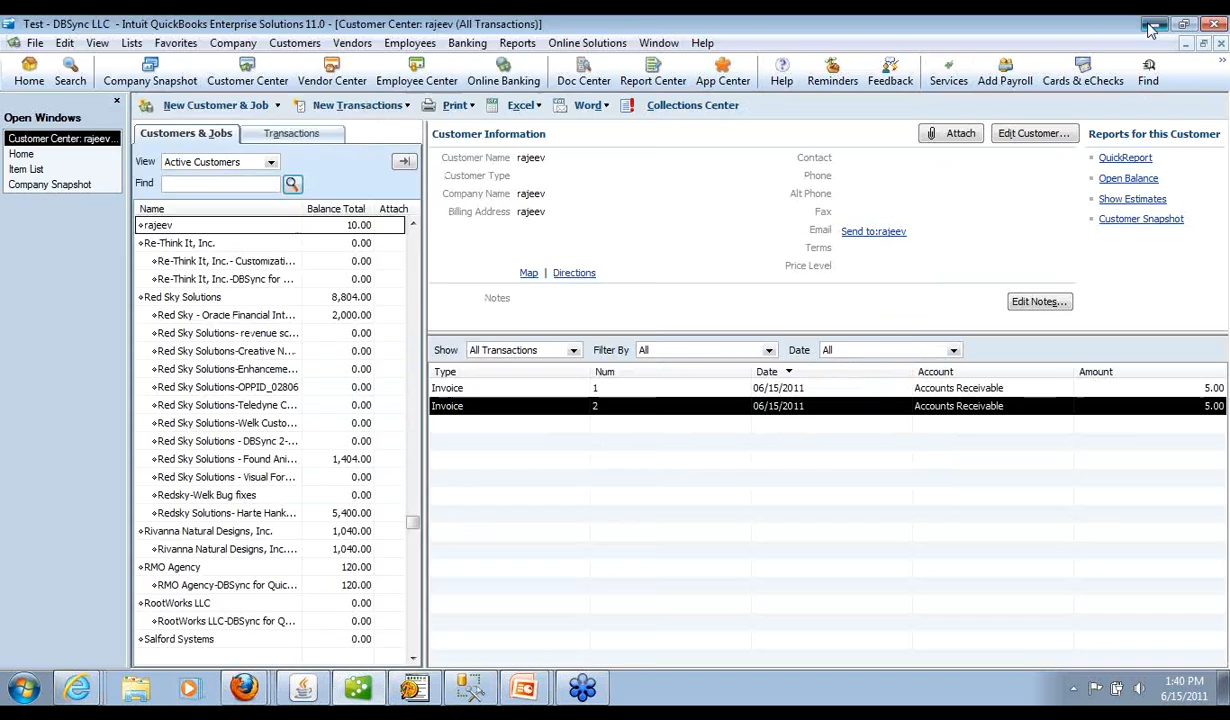 Test - DBSync LLC - Intuit QuickBooks Enterprise Solutions 11.0 - [Customer Center: rajeev (All Transactions)]
File Edit View Lists Favorites Company Customers Vendors Employees Banking Reports Online Solutions Window Help
Home Search Company Snapshot Customer Center Vendor Center Employee Center Online Banking Doc Center Report Center App Center Help Reminders Feedback Services Add Payroll Cards & eChecks Find
Open Windows
Customer Center: rajeev...
Home
Item List
Company Snapshot
New Customer & Job New Transactions Print Excel Word Collections Center
Customers & Jobs Transactions
View Active Customers
Find
Name Balance Total Attach
rajeev 10.00
Re-Think It, Inc. 0.00
Re-Think It, Inc.- Customizati... 0.00
Re-Think It, Inc.-DBSync for ... 0.00
Red Sky Solutions 8,804.00
Red Sky - Oracle Financial Int... 2,000.00
Red Sky Solutions- revenue sc... 0.00
Red Sky Solutions-Creative N... 0.00
Red Sky Solutions-Enhanceme... 0.00
Red Sky Solutions-OPPID_02806 0.00
Red Sky Solutions-Teledyne C... 0.00
Red Sky Solutions-Welk Custo... 0.00
Red Sky Solutions - DBSync 2-... 0.00
Red Sky Solutions - Found Ani... 1,404.00
Red Sky Solutions - Visual For... 0.00
Redsky-Welk Bug fixes 0.00
Redsky Solutions- Harte Hank... 5,400.00
Rivanna Natural Designs, Inc. 1,040.00
Rivanna Natural Designs, Inc.... 1,040.00
RMO Agency 120.00
RMO Agency-DBSync for Quic... 120.00
RootWorks LLC 0.00
RootWorks LLC-DBSync for Q... 0.00
Salford Systems 0.00
Customer Information Attach Edit Customer...
Customer Name rajeev Contact
Customer Type Phone
Company Name rajeev Alt Phone
Billing Address rajeev Fax
Email Send to:rajeev
Terms
Price Level
Map | Directions
Notes Edit Notes...
Reports for this Customer
QuickReport
Open Balance
Show Estimates
Customer Snapshot
Show All Transactions Filter By All Date All
Type Num Date Account Amount
Invoice 1 06/15/2011 Accounts Receivable 5.00
Invoice 2 06/15/2011 Accounts Receivable 5.00
1:40 PM
6/15/2011